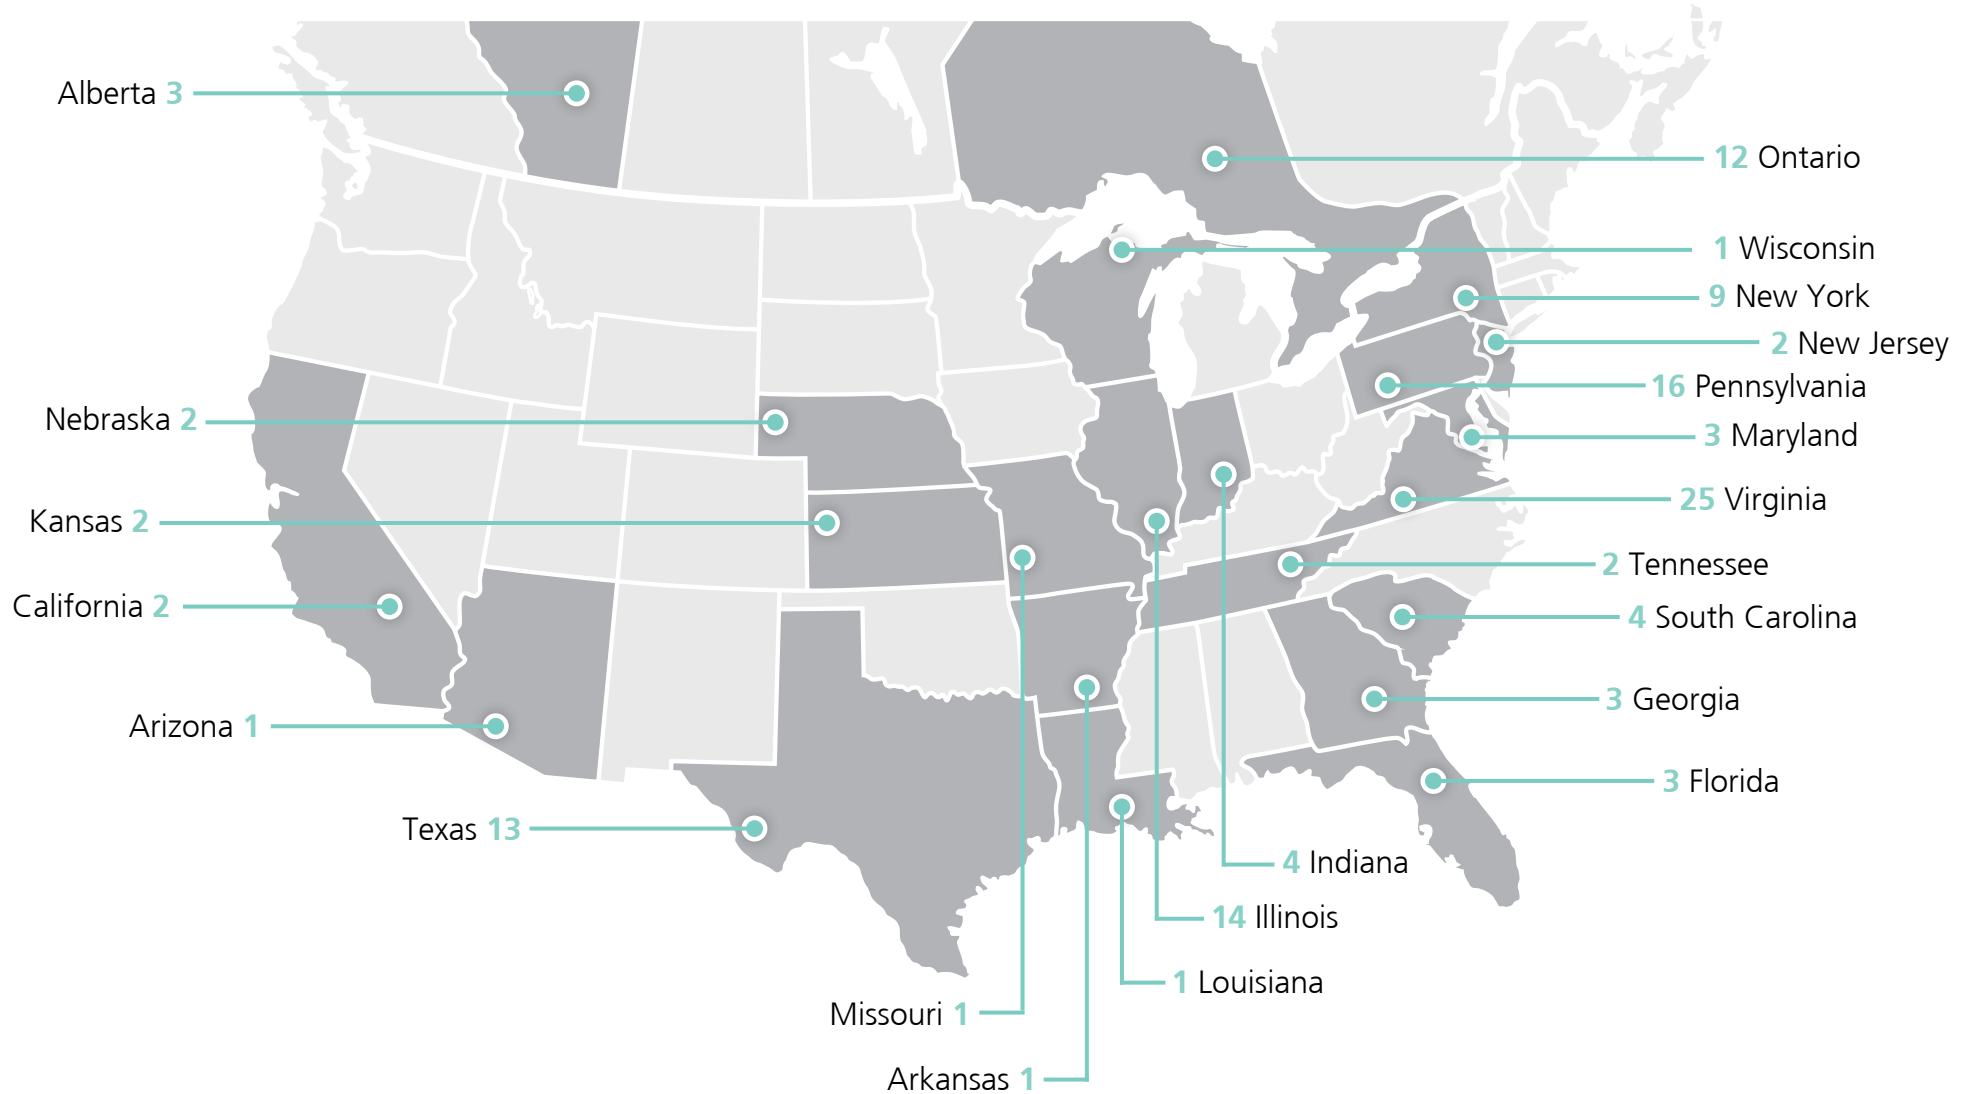 Alberta 3
12 Ontario
1 Wisconsin
9 New York
2 New Jersey
16 Pennsylvania
Nebraska 2
3 Maryland
25 Virginia
Kansas 2
2 Tennessee
California 2
4 South Carolina
3 Georgia
Arizona 1
3 Florida
Texas 13
4 Indiana
14 Illinois
1 Louisiana
Missouri 1
Arkansas 1